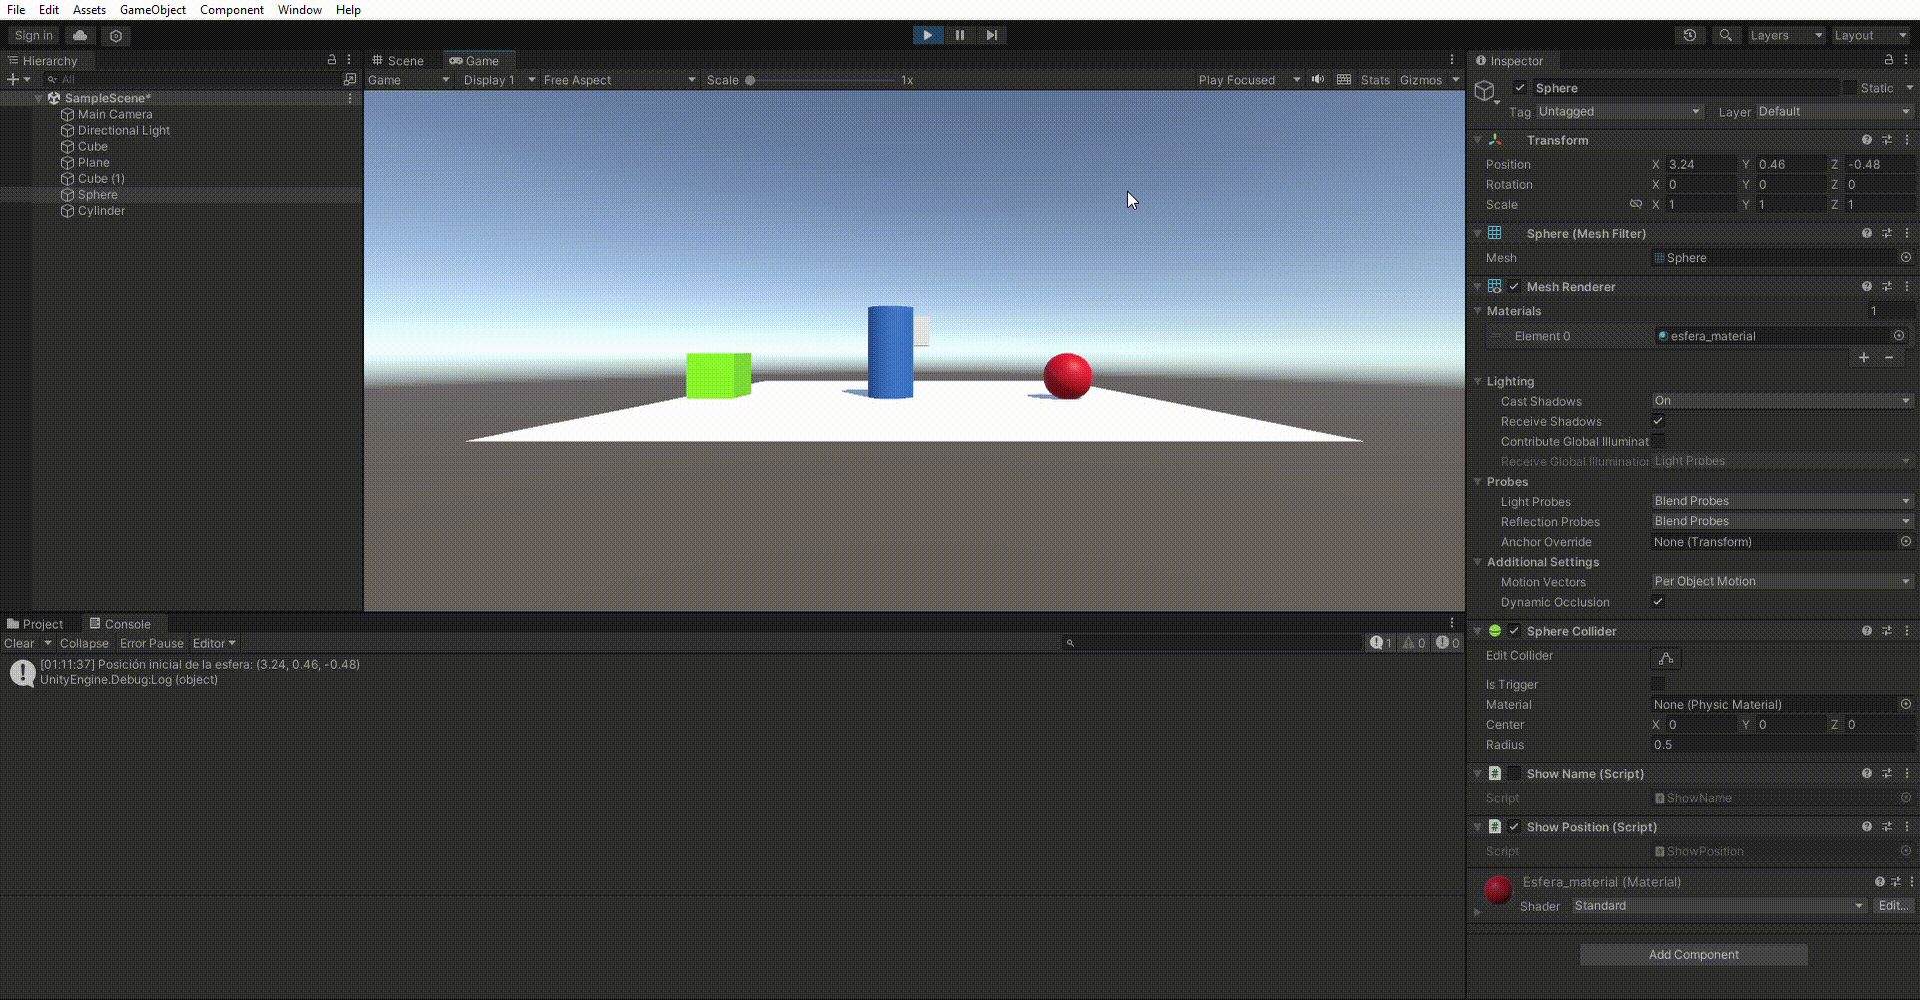 File Edit Assets GameObject Component Window Help
Sign in
Layers Layout
Hierarchy
All
SampleScene*
Main Camera
Directional Light
Cube
Plane
Cube (1)
Sphere
Cylinder
Scene Game
Game Display 1 Free Aspect Scale 1x Play Focused Stats Gizmos
Project Console
Clear Collapse Error Pause Editor 1 0 0
[01:11:37] Posición inicial de la esfera: (3.24, 0.46, -0.48)
UnityEngine.Debug:Log (object)
Inspector
Sphere Static
Tag Untagged Layer Default
Transform
Position X 3.24 Y 0.46 Z -0.48
Rotation X 0 Y 0 Z 0
Scale X 1 Y 1 Z 1
Sphere (Mesh Filter)
Mesh Sphere
Mesh Renderer
Materials 1
Element 0 esfera_material
Lighting
Cast Shadows On
Receive Shadows
Contribute Global Illuminat
Receive Global Illumination Light Probes
Probes
Light Probes Blend Probes
Reflection Probes Blend Probes
Anchor Override None (Transform)
Additional Settings
Motion Vectors Per Object Motion
Dynamic Occlusion
Sphere Collider
Edit Collider
Is Trigger
Material None (Physic Material)
Center X 0 Y 0 Z 0
Radius 0.5
Show Name (Script)
Script ShowName
Show Position (Script)
Script ShowPosition
Esfera_material (Material)
Shader Standard Edit...
Add Component